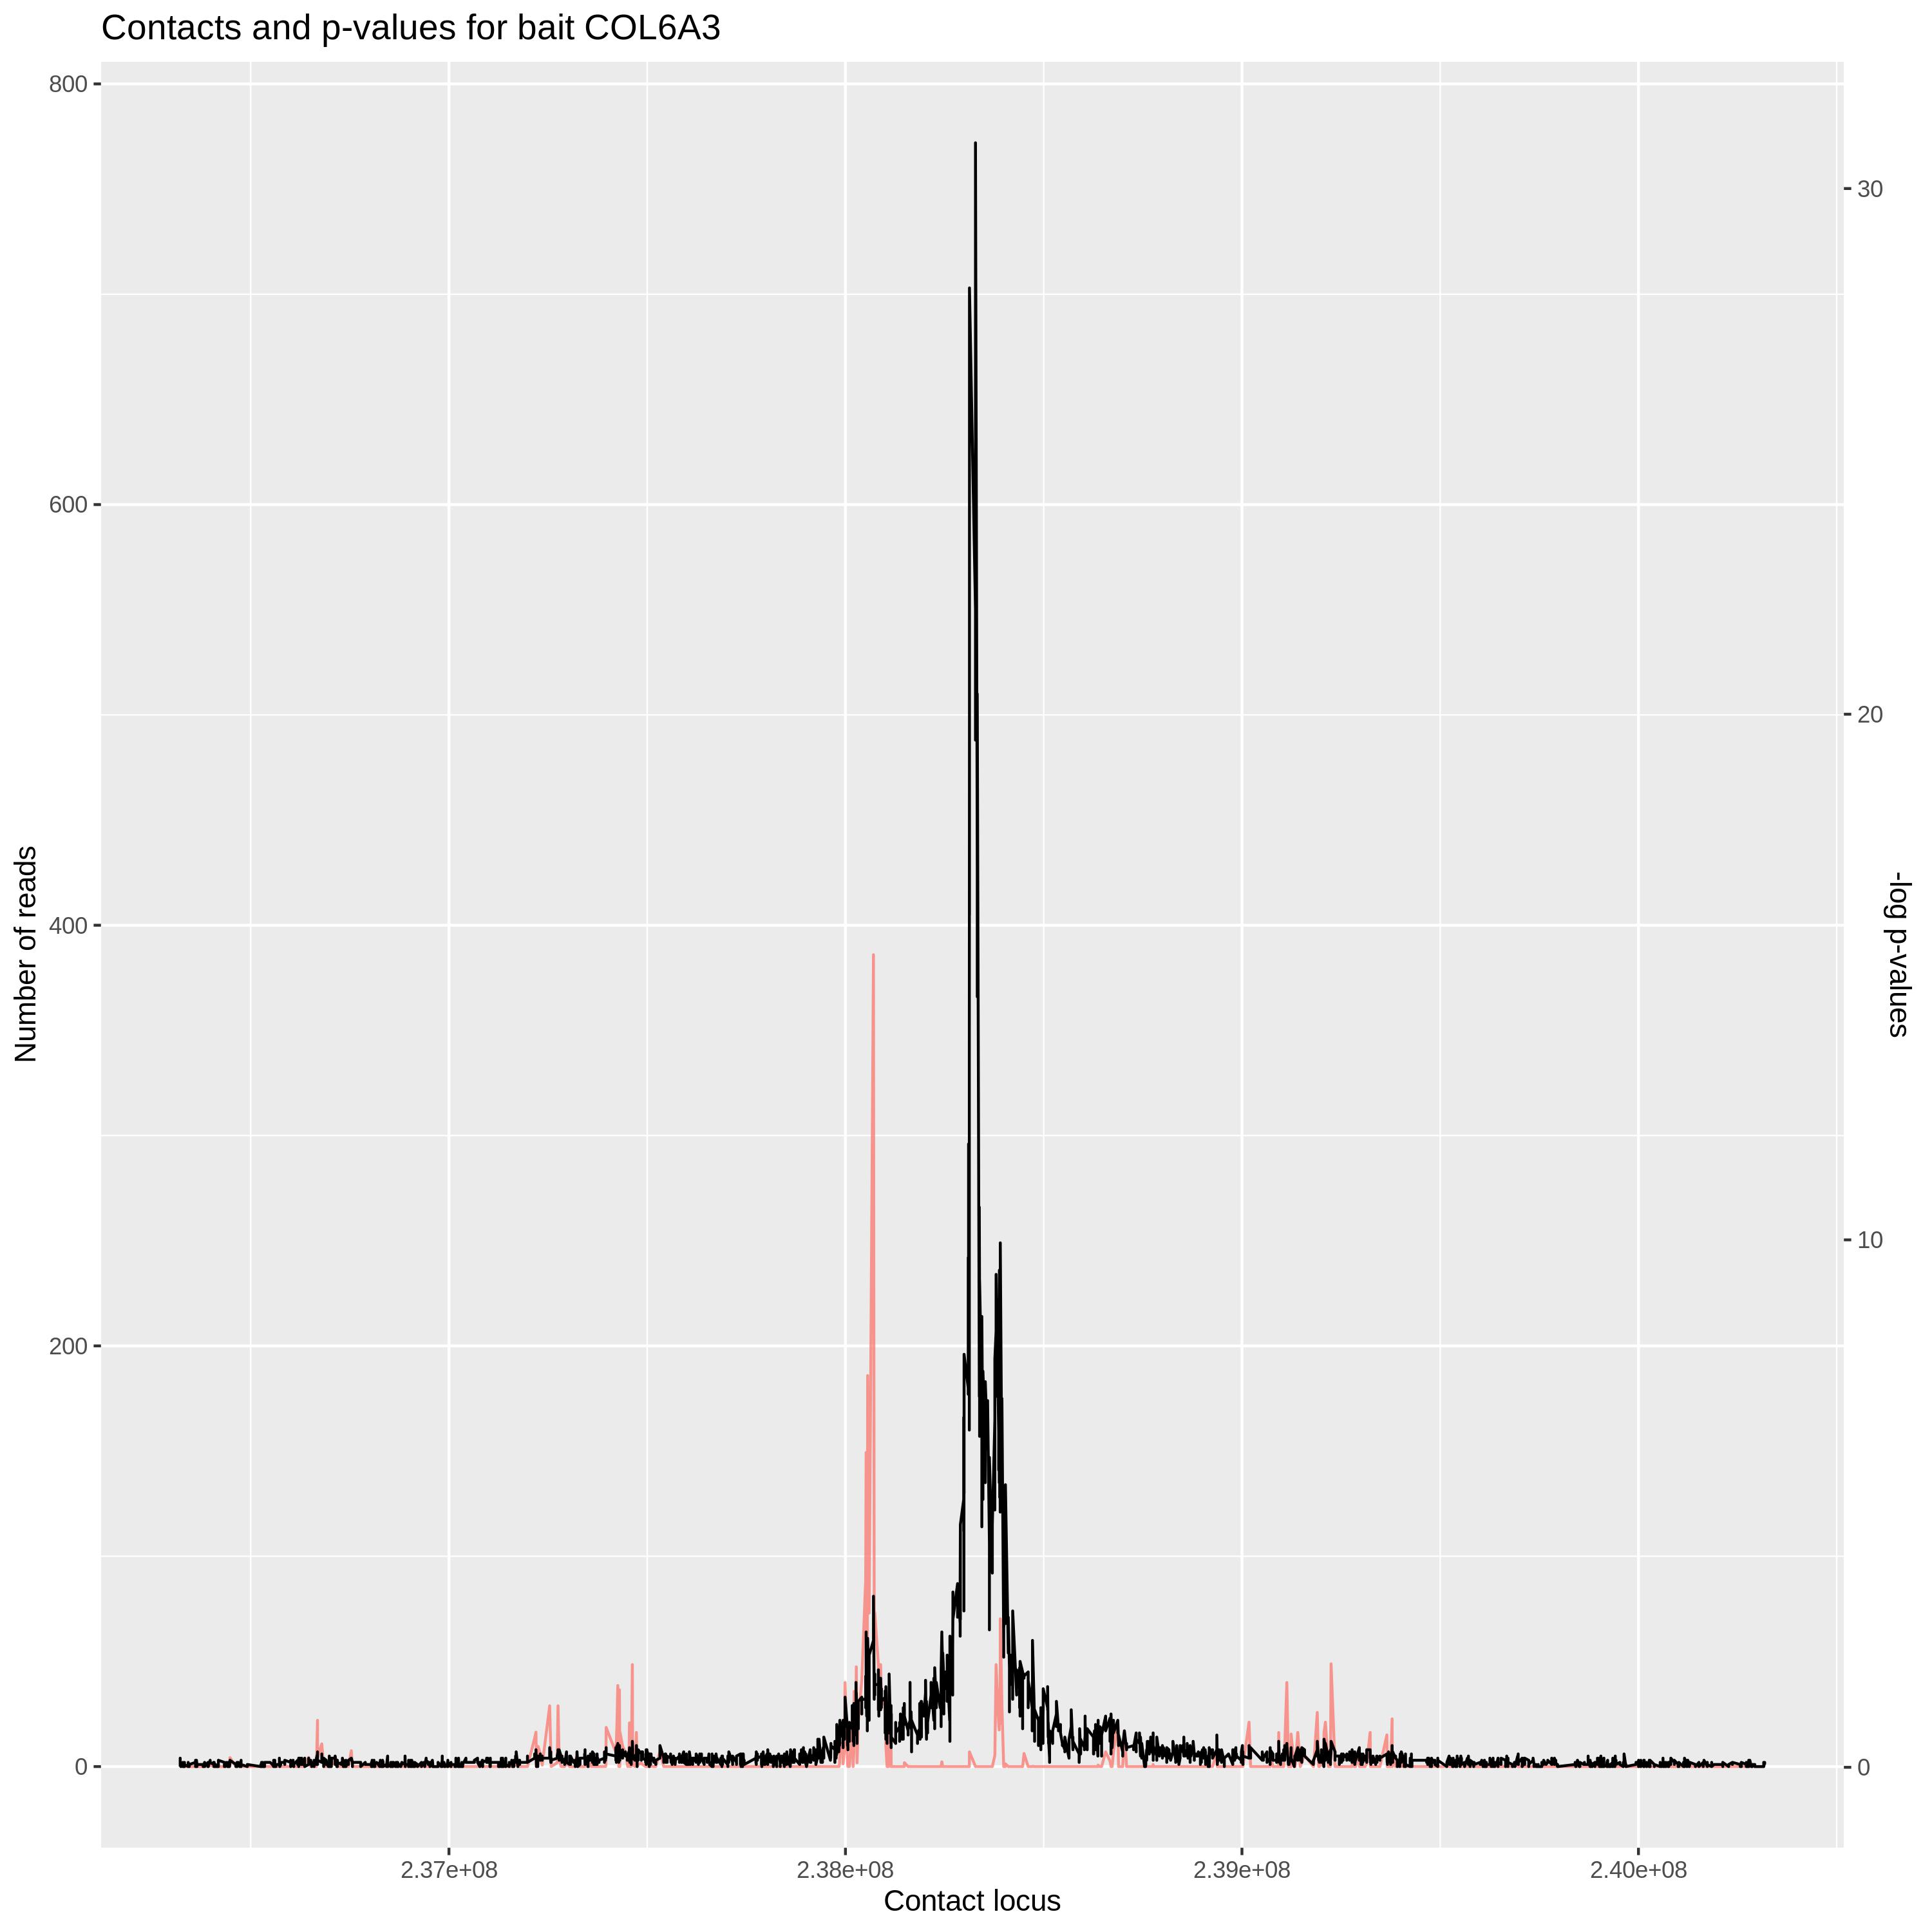 Contacts and p-values for bait COL6A3
800
600
400
200
0
Number of reads
30
20
10
0
-log p-values
2.37e+08 2.38e+08 2.39e+08 2.40e+08
Contact locus